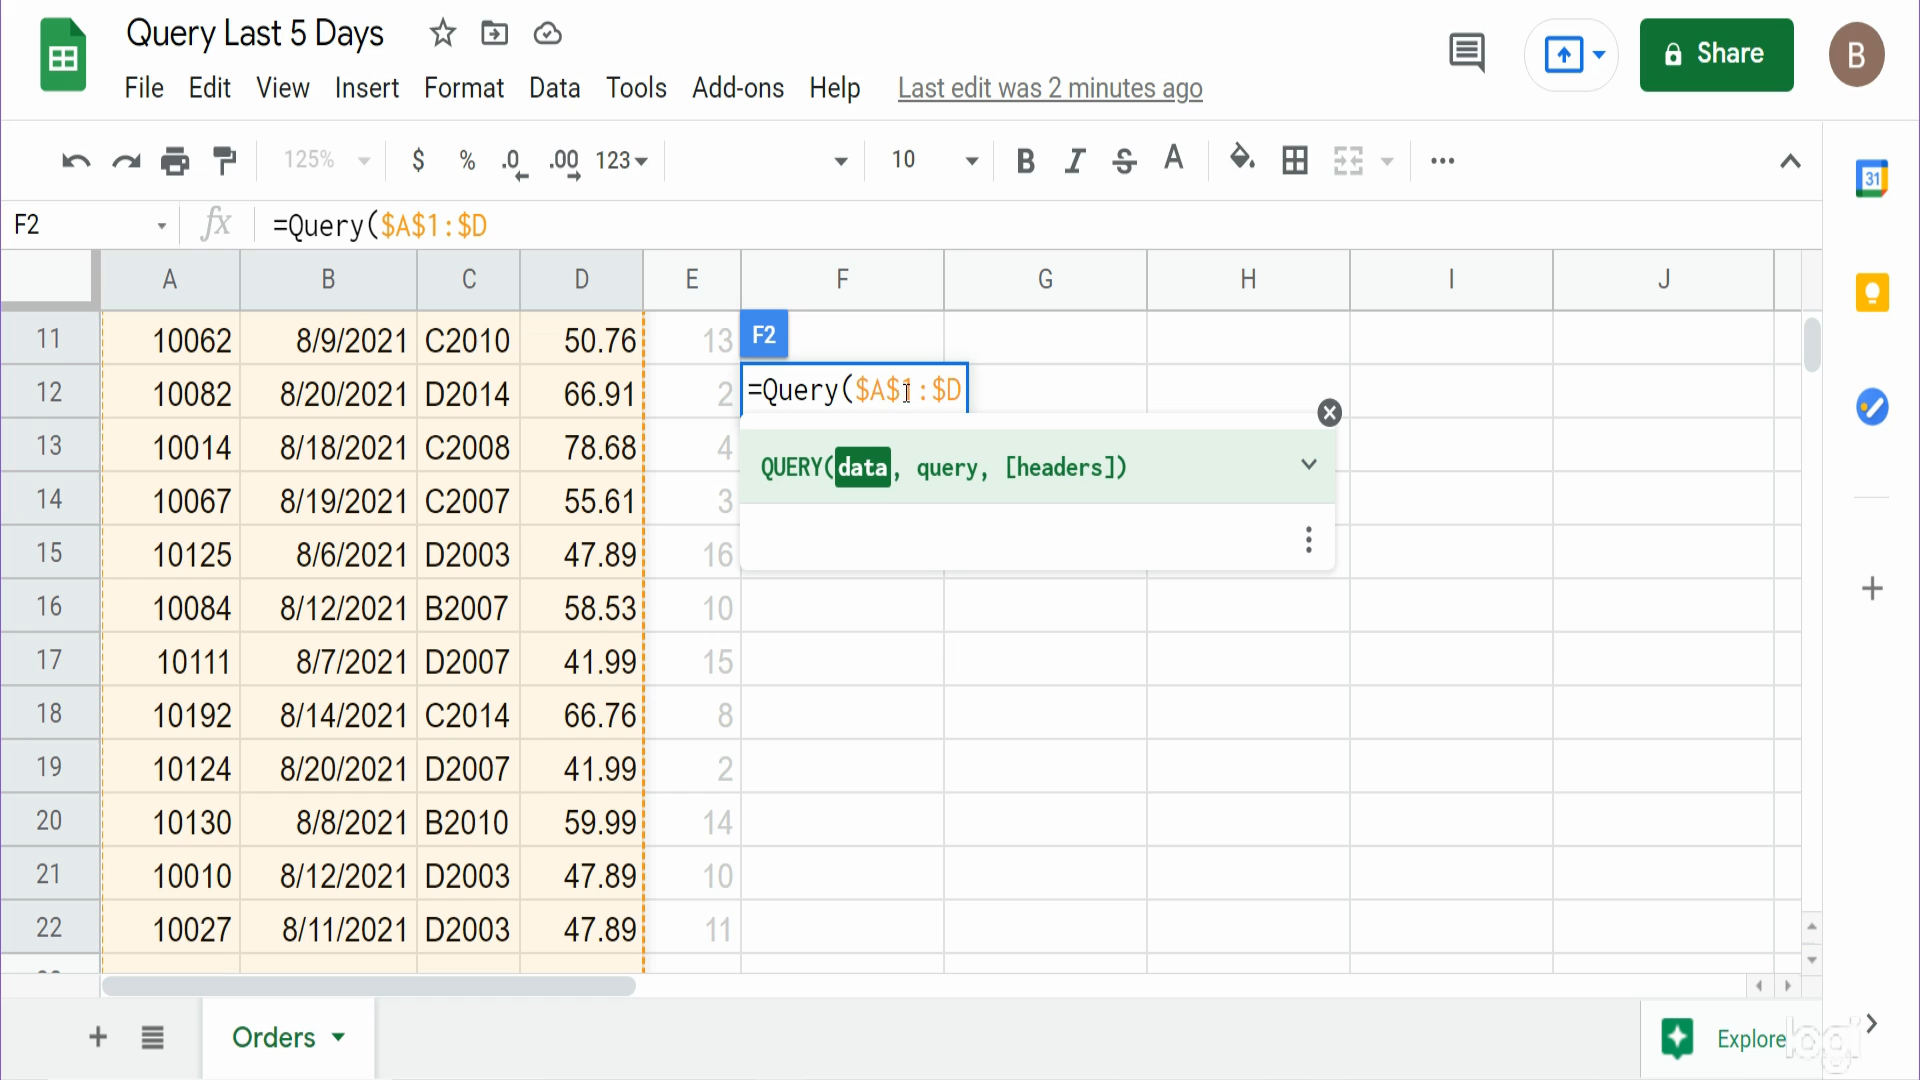 Query Last 5 Days
File Edit View Insert Format Data Tools Add-ons Help Last edit was 2 minutes ago
Share
B
125% $ % .0 .00 123 10 B I S A
31
F2 fx =Query($A$1:$D
A B C D E F G H I J
11 10062 8/9/2021 C2010 50.76 13 F2
12 10082 8/20/2021 D2014 66.91 2 =Query($A$1:$D
13 10014 8/18/2021 C2008 78.68 4 QUERY(data, query, [headers])
14 10067 8/19/2021 C2007 55.61 3
15 10125 8/6/2021 D2003 47.89 16
16 10084 8/12/2021 B2007 58.53 10
17 10111 8/7/2021 D2007 41.99 15
18 10192 8/14/2021 C2014 66.76 8
19 10124 8/20/2021 D2007 41.99 2
20 10130 8/8/2021 B2010 59.99 14
21 10010 8/12/2021 D2003 47.89 10
22 10027 8/11/2021 D2003 47.89 11
Orders
Explore
logi